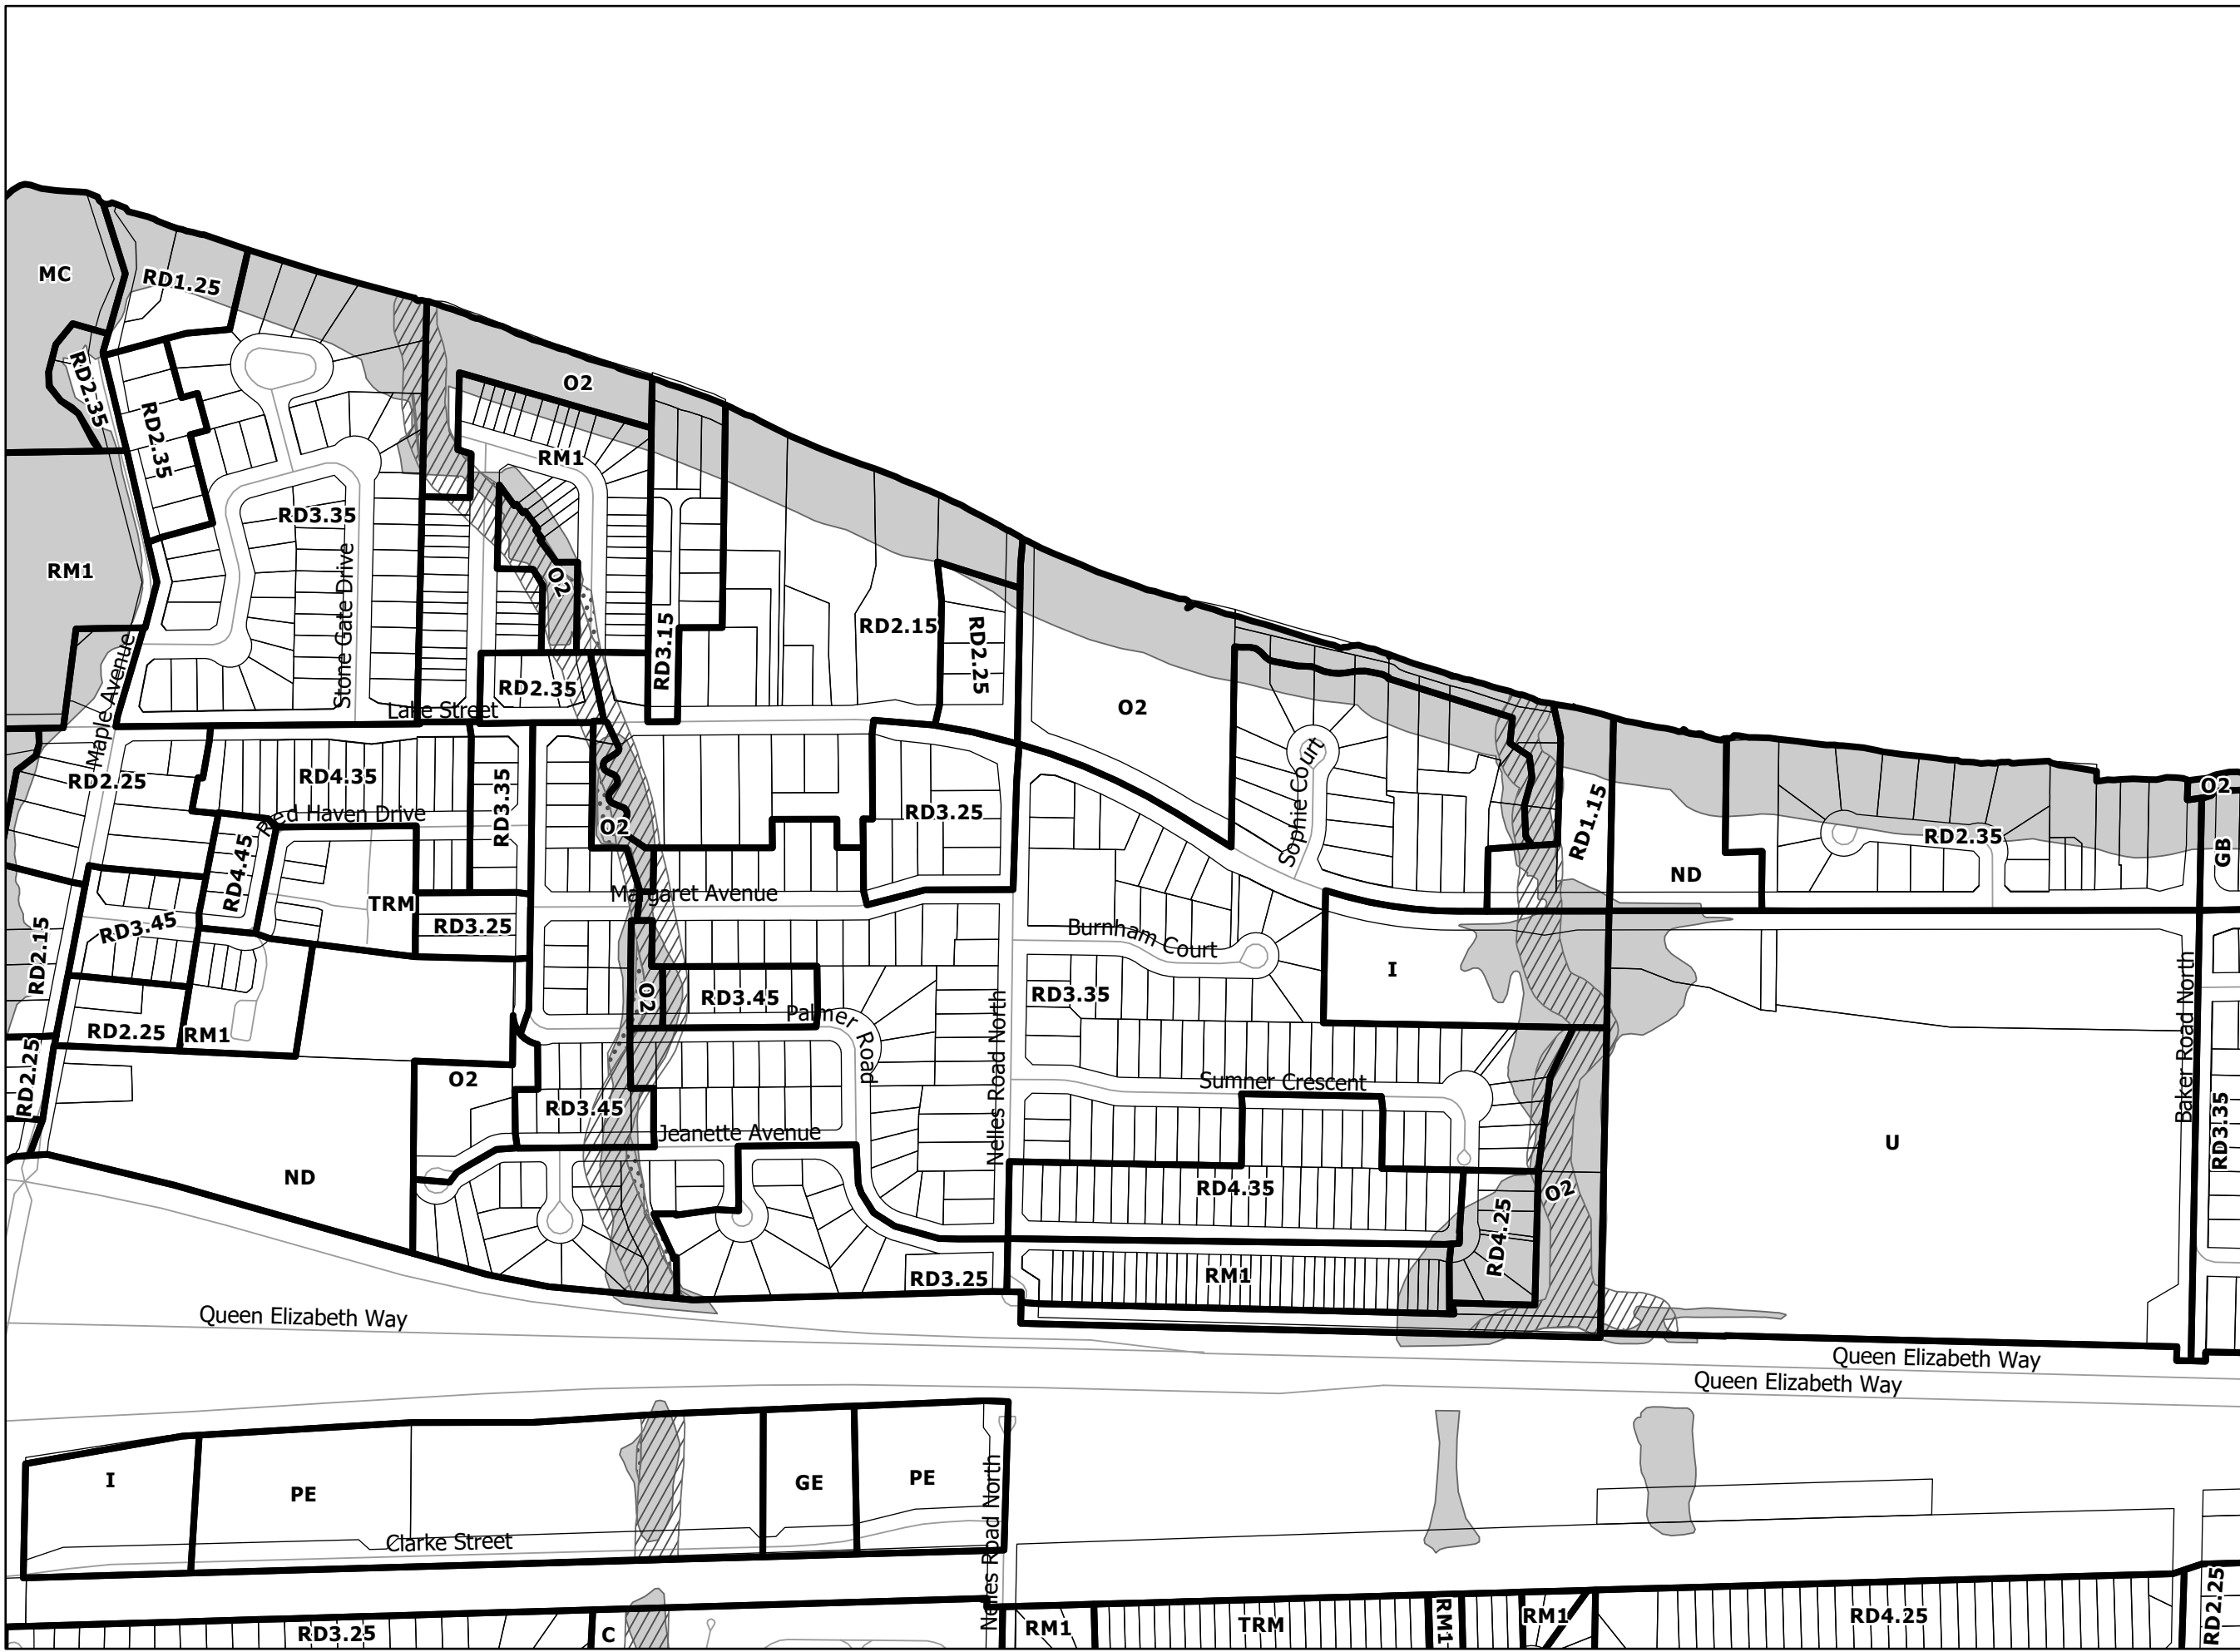 MC
RD1.25
RD2.35
RD2.35
O2
RM1
RD3.35
RM1
O2
Stone Gate Drive
RD3.15
RD2.15
RD2.25
Maple Avenue
RD2.35
Lake Street
O2
Sophie Court
RD2.25
RD4.35
RD3.35
Red Haven Drive
O2
RD3.25
RD1.15
ND
RD2.35
O2
GB
RD4.45
TRM
Margaret Avenue
RD3.45
RD3.25
Burnham Court
RD2.15
I
RD2.25
RM1
O2
RD3.45
Palmer Road
Nelles Road North
RD3.35
Baker Road North
RD2.25
O2
RD3.45
Sumner Crescent
Jeanette Avenue
U
RD3.35
ND
RD4.35
RD4.25
O2
RD3.25
RM1
Queen Elizabeth Way
Queen Elizabeth Way
Queen Elizabeth Way
I
PE
GE
PE
Clarke Street
Nelles Road North
RD3.25
C
RM1
TRM
RM1
RM1
RD4.25
RD2.25